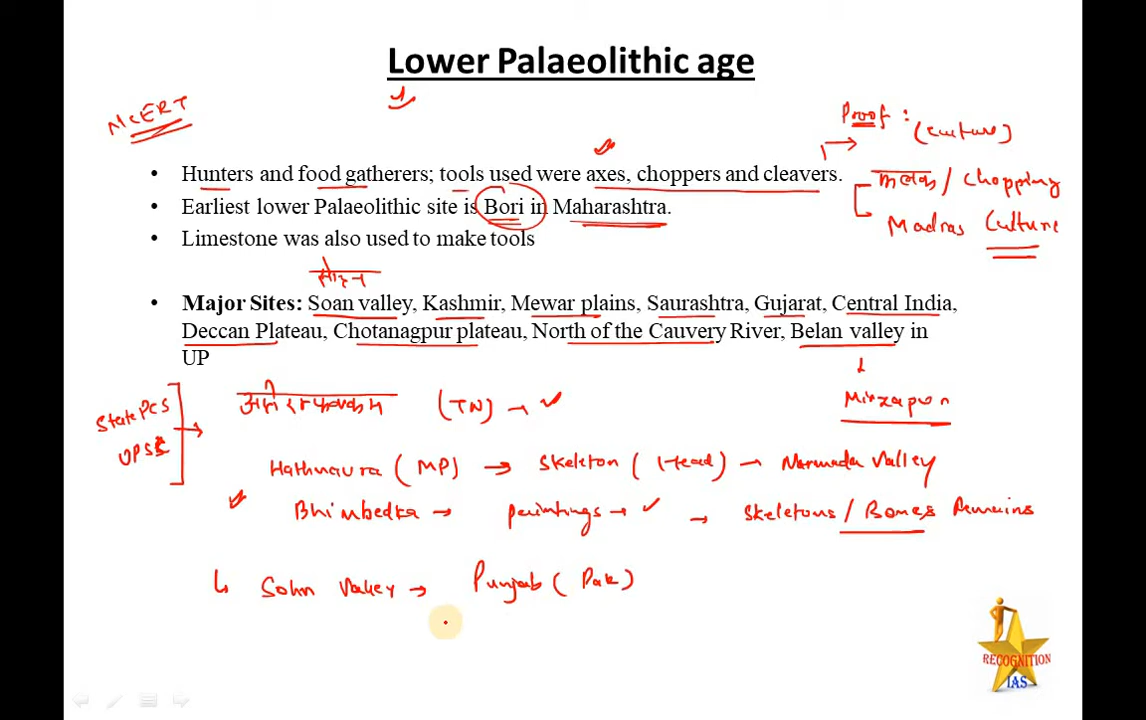 Lower Palaeolithic age
1
NCERT
Proof : (culture)
• Hunters and food gatherers; tools used were axes, choppers and cleavers.
/ Chopping
• Earliest lower Palaeolithic site is Bori in Maharashtra.
Madras Culture
• Limestone was also used to make tools
सोहन
• Major Sites: Soan valley, Kashmir, Mewar plains, Saurashtra, Gujarat, Central India,
Deccan Plateau, Chotanagpur plateau, North of the Cauvery River, Belan valley in
UP
State PCS
UPSC
(TN) → ✓
Mirzapur
Hathnaura (MP) → Skeleton (Head) → Narmada Valley
Bhimbedka → paintings → ✓ → Skeletons / Bones Remains
↳ Sohn Valley → Punjab (Pak)
RECOGNITION
IAS